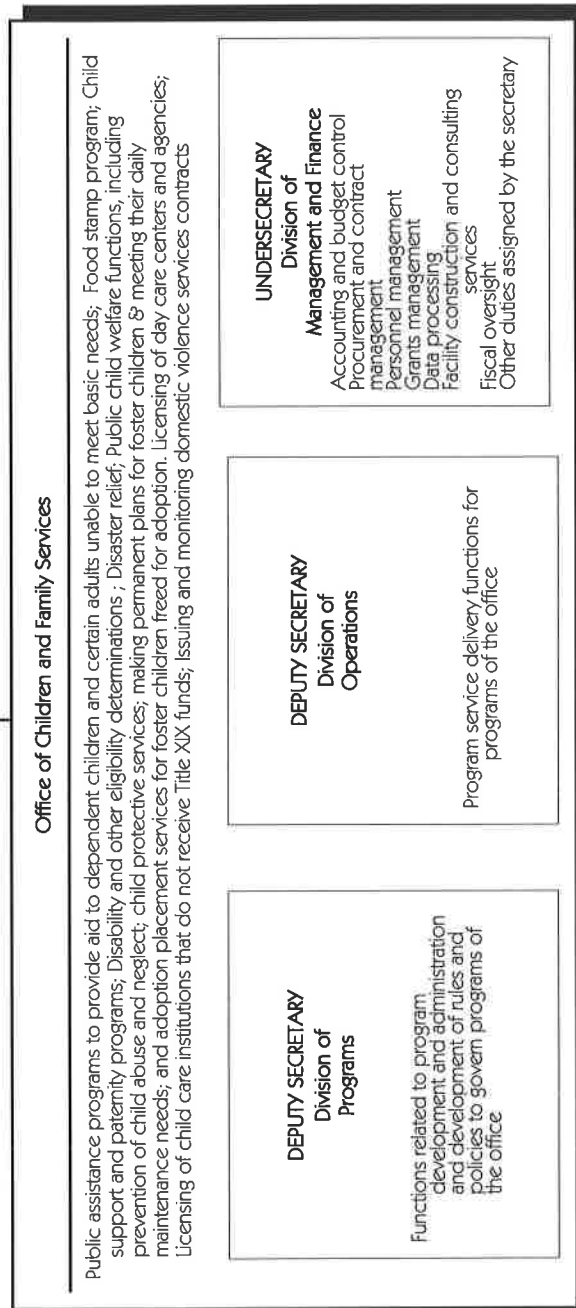 Office of Children and Family Services
Public assistance programs to provide aid to dependent children and certain adults unable to meet basic needs; Food stamp program; Child
support and paternity programs; Disability and other eligibility determinations ; Disaster relief; Public child welfare functions, including
prevention of child abuse and neglect; child protective services; making permanent plans for foster children & meeting their daily
maintenance needs; and adoption placement services for foster children freed for adoption. Licensing of day care centers and agencies;
Licensing of child care institutions that do not receive Title XIX funds; Issuing and monitoring domestic violence services contracts
DEPUTY SECRETARY
Division of
Programs
Functions related to program
development and administration
and development of rules and
policies to govern programs of
the office
DEPUTY SECRETARY
Division of
Operations
Program service delivery functions for
programs of the office
UNDERSECRETARY
Division of
Management and Finance
Accounting and budget control
Procurement and contract
management
Personnel management
Grants management
Data processing
Facility construction and consulting
services
Fiscal oversight
Other duties assigned by the secretary